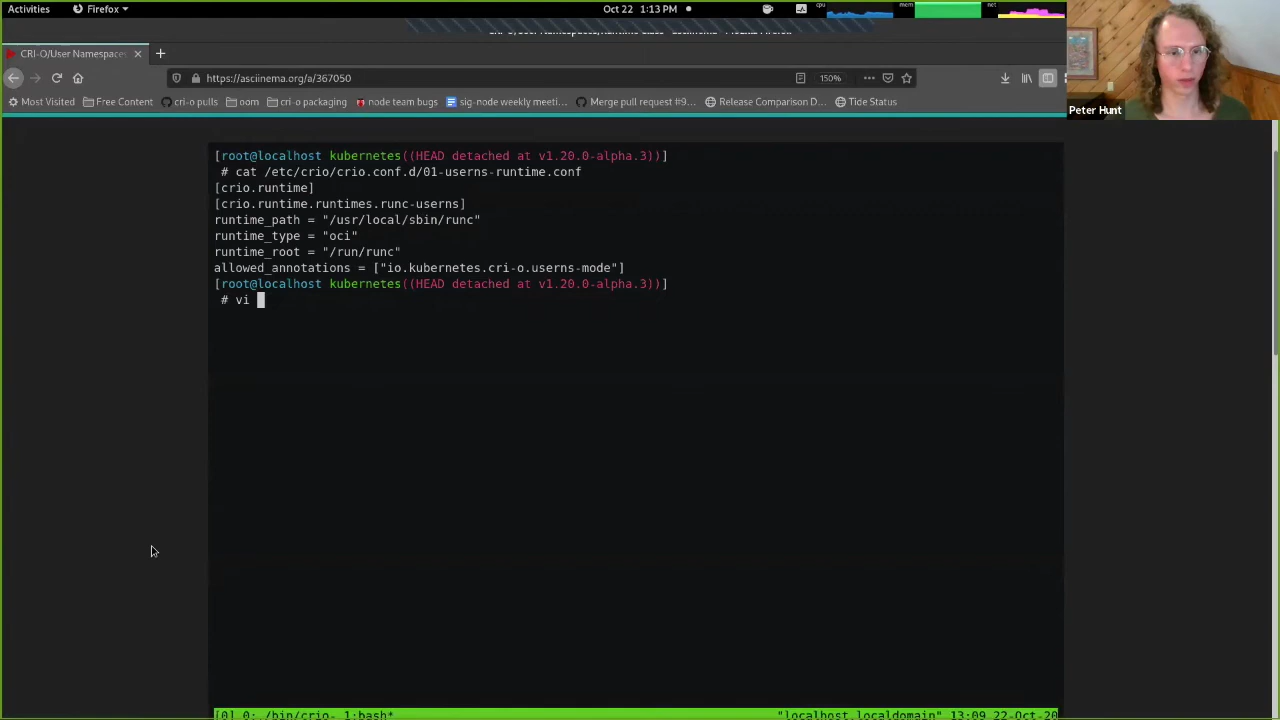 Activities Firefox Oct 22 1:13 PM cpu mem net
CRI-O/User Namespaces
https://asciinema.org/a/367050 150%
Most Visited Free Content cri-o pulls oom cri-o packaging node team bugs sig-node weekly meeti... Merge pull request #9... Release Comparison D... Tide Status
Peter Hunt
[root@localhost kubernetes((HEAD detached at v1.20.0-alpha.3))]
# cat /etc/crio/crio.conf.d/01-userns-runtime.conf
[crio.runtime]
[crio.runtime.runtimes.runc-userns]
runtime_path = "/usr/local/sbin/runc"
runtime_type = "oci"
runtime_root = "/run/runc"
allowed_annotations = ["io.kubernetes.cri-o.userns-mode"]
[root@localhost kubernetes((HEAD detached at v1.20.0-alpha.3))]
# vi
[0] 0:./bin/crio- 1:bash* "localhost.localdomain" 13:09 22-Oct-20